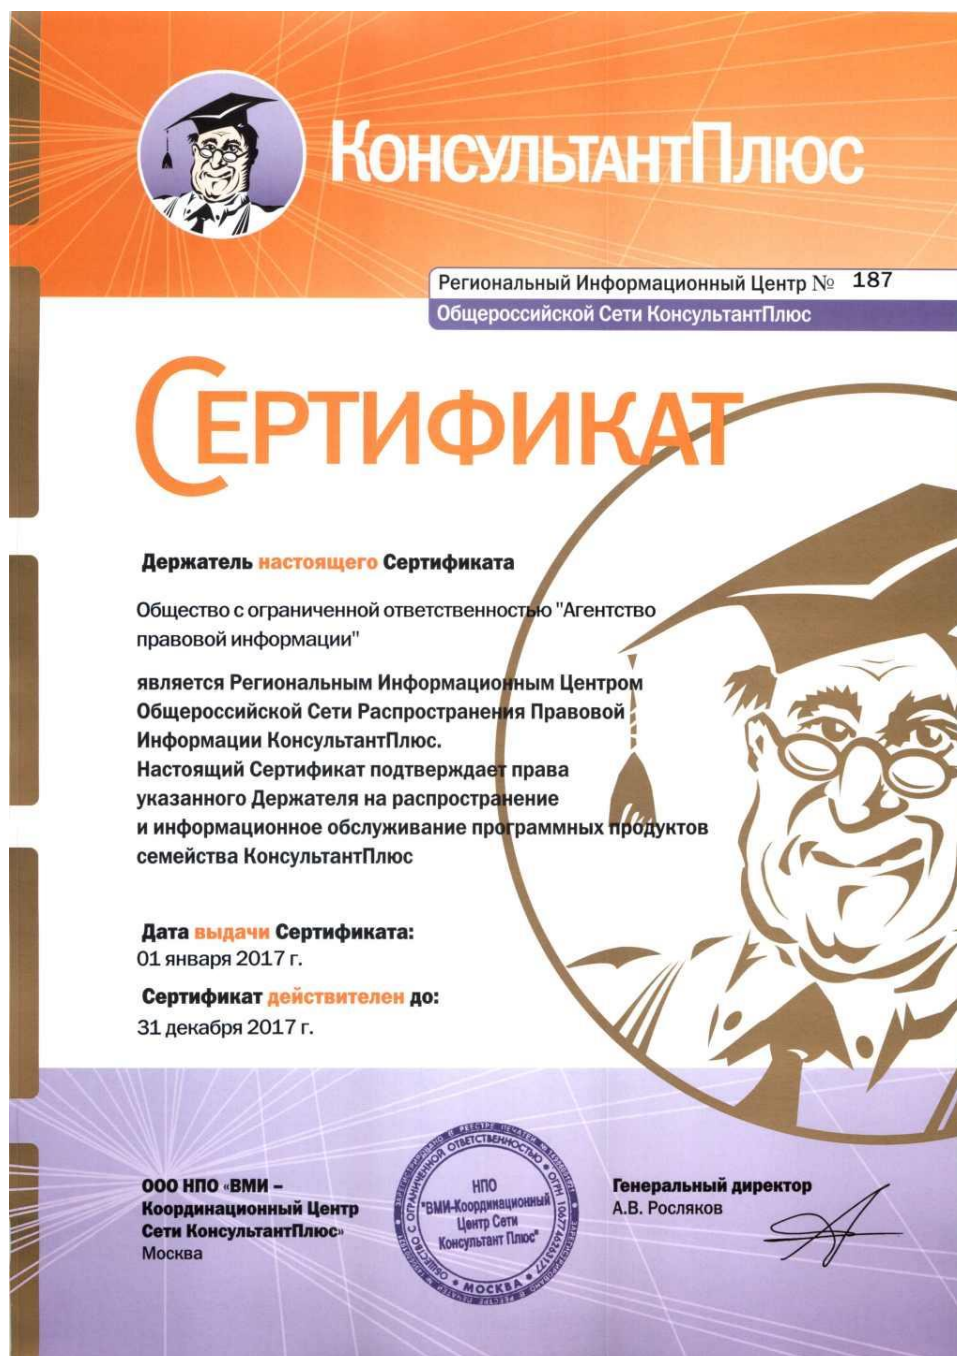 КонсультантПлюс
Региональный Информационный Центр № 187
Общероссийской Сети КонсультантПлюс
Сертификат
Держатель настоящего Сертификата
Общество с ограниченной ответственностью "Агентство
правовой информации"
является Региональным Информационным Центром
Общероссийской Сети Распространения Правовой
Информации КонсультантПлюс.
Настоящий Сертификат подтверждает права
указанного Держателя на распространение
и информационное обслуживание программных продуктов
семейства КонсультантПлюс
Дата выдачи Сертификата:
01 января 2017 г.
Сертификат действителен до:
31 декабря 2017 г.
ООО НПО «ВМИ –
Координационный Центр
Сети КонсультантПлюс»
Москва
ОБЩЕСТВО С ОГРАНИЧЕННОЙ ОТВЕТСТВЕННОСТЬЮ
МОСКВА
НПО
"ВМИ-Координационный
Центр Сети
Консультант Плюс"
Генеральный директор
А.В. Росляков